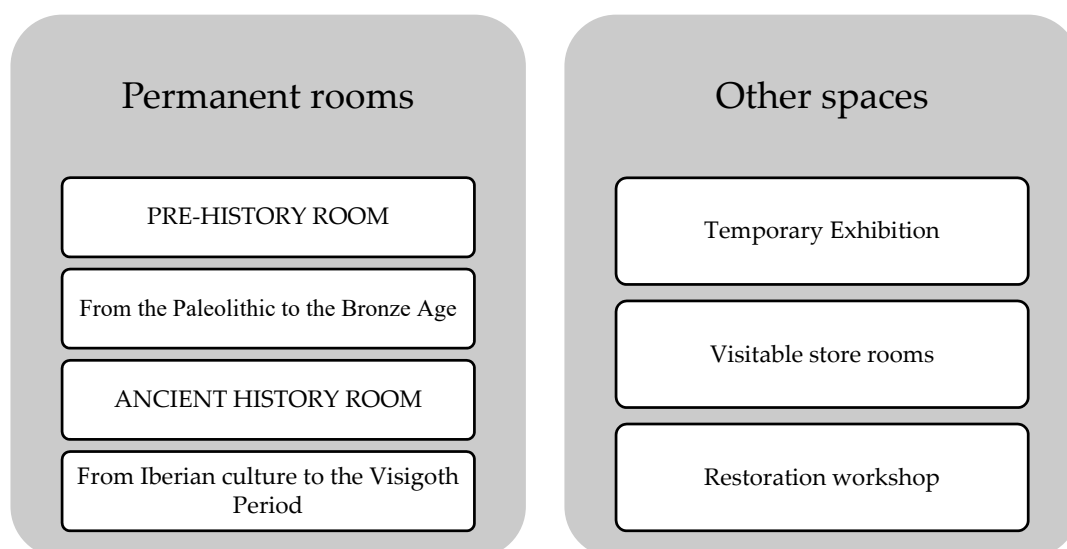 Permanent rooms
PRE-HISTORY ROOM
From the Paleolithic to the Bronze Age
ANCIENT HISTORY ROOM
From Iberian culture to the Visigoth
Period
Other spaces
Temporary Exhibition
Visitable store rooms
Restoration workshop